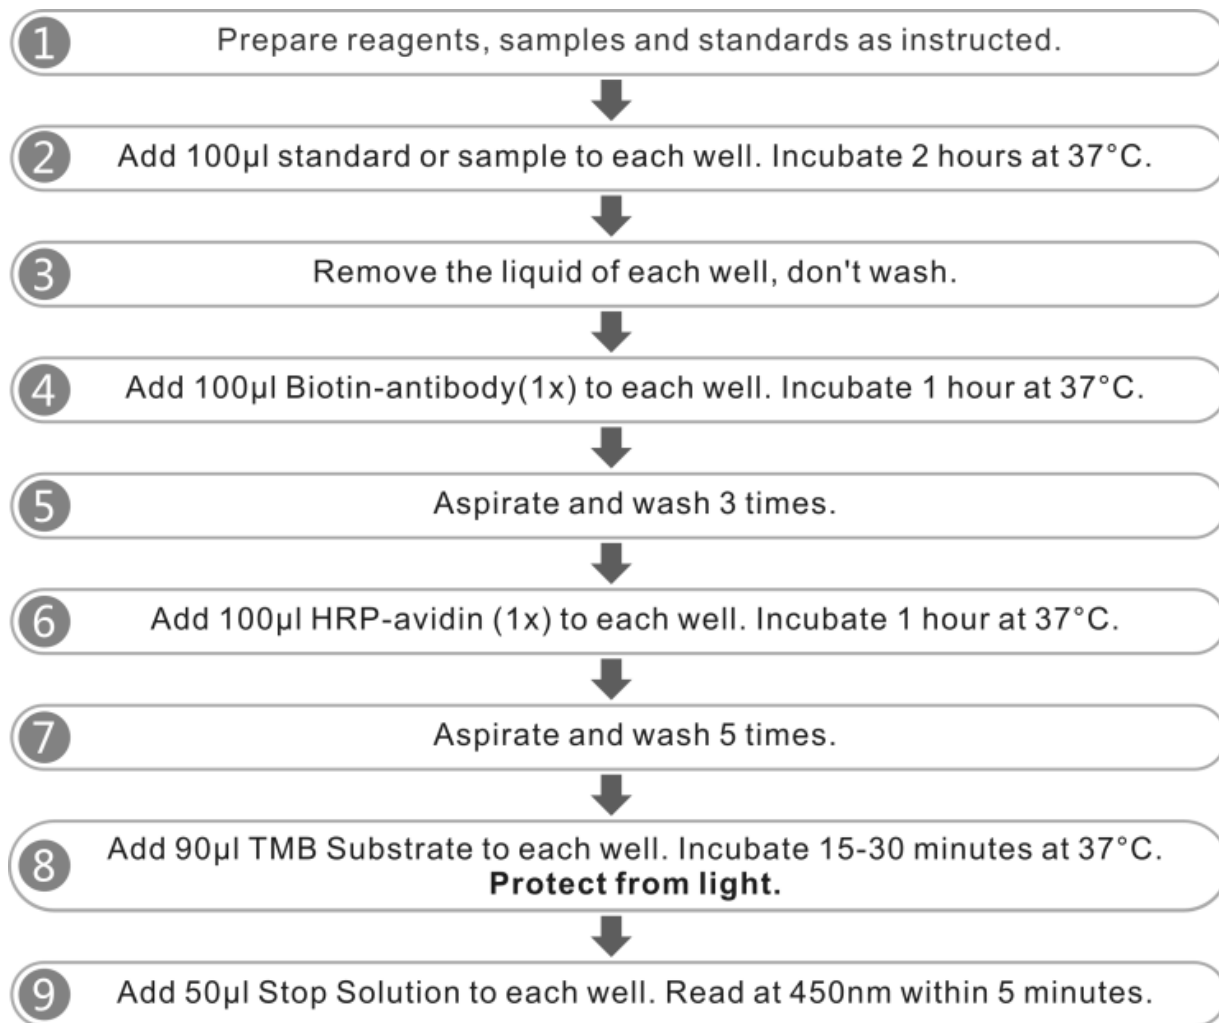 1 Prepare reagents, samples and standards as instructed.
2 Add 100µl standard or sample to each well. Incubate 2 hours at 37°C.
3 Remove the liquid of each well, don't wash.
4 Add 100µl Biotin-antibody(1x) to each well. Incubate 1 hour at 37°C.
5 Aspirate and wash 3 times.
6 Add 100µl HRP-avidin (1x) to each well. Incubate 1 hour at 37°C.
7 Aspirate and wash 5 times.
8 Add 90µl TMB Substrate to each well. Incubate 15-30 minutes at 37°C.
Protect from light.
9 Add 50µl Stop Solution to each well. Read at 450nm within 5 minutes.